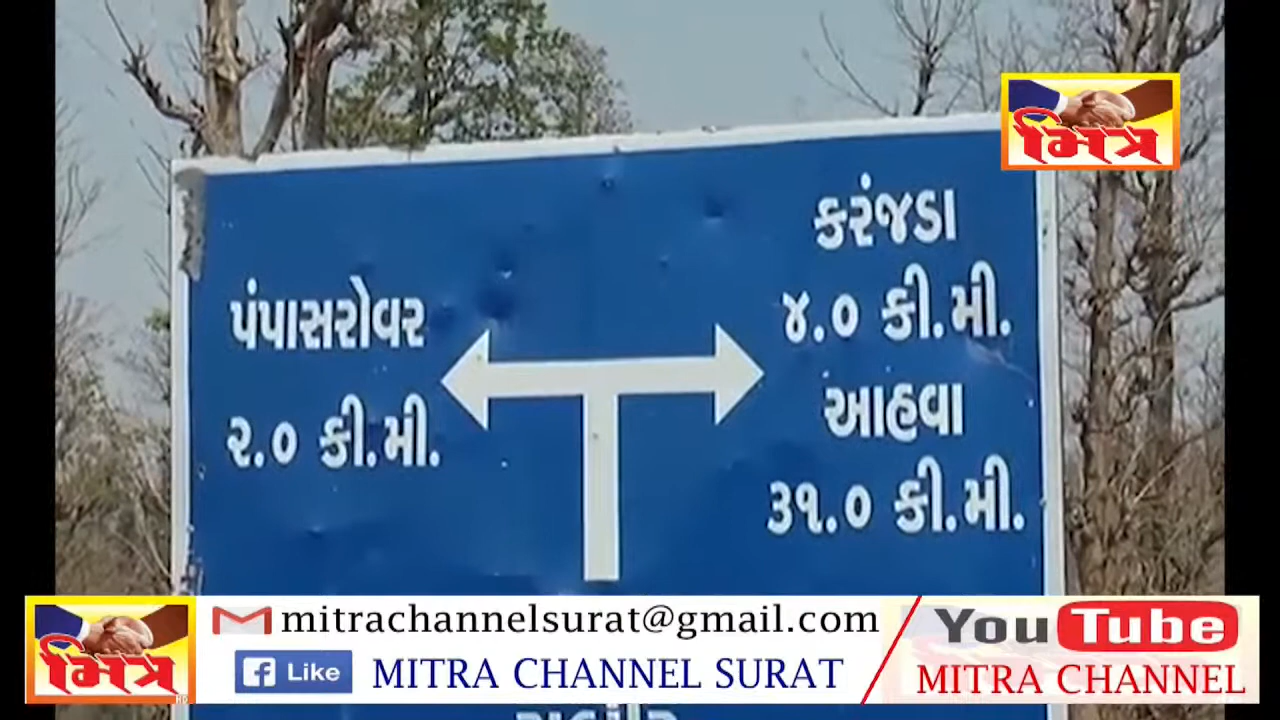 મિત્ર
કરંજડા
૪.૦ કી.મી.
પંપાસરોવર
૨.૦ કી.મી.
આહવા
૩૧.૦ કી.મી.
મિત્ર
mitrachannelsurat@gmail.com
f Like MITRA CHANNEL SURAT
YouTube
MITRA CHANNEL